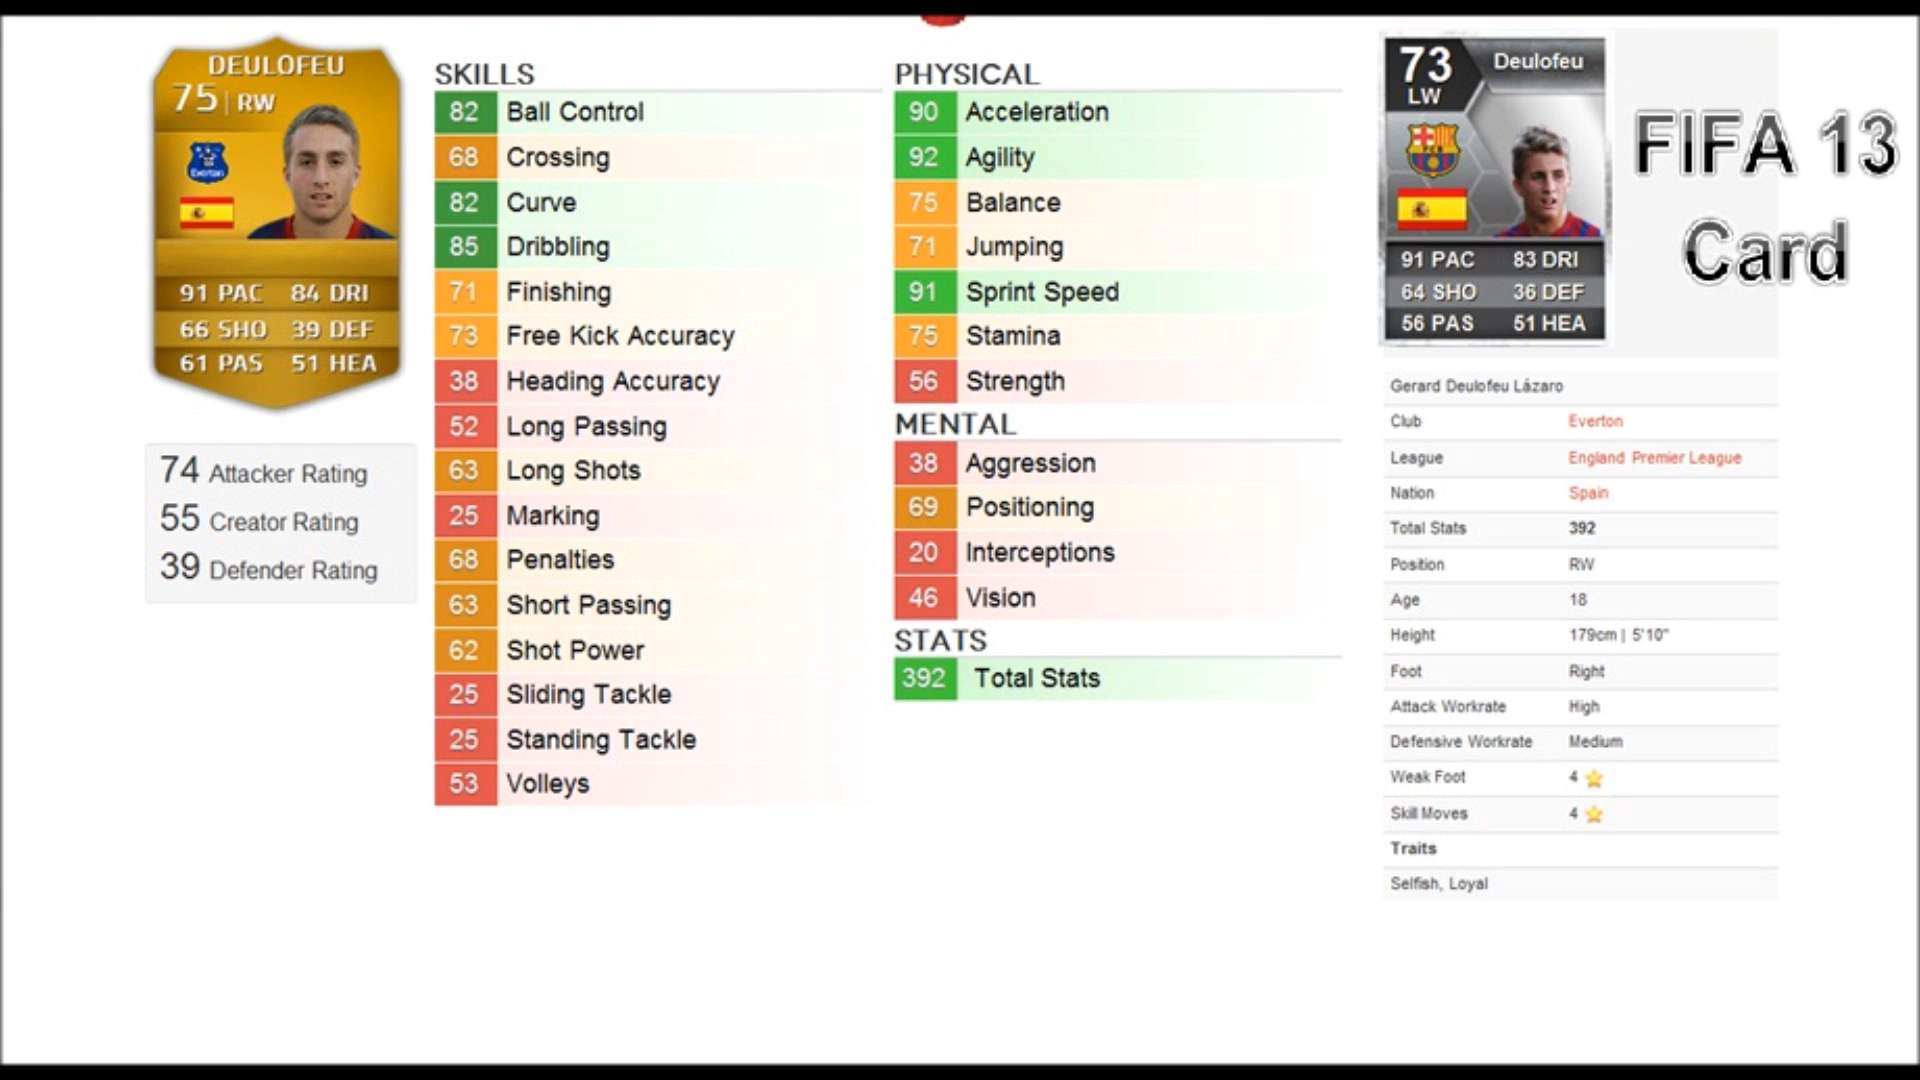 DEULOFEU
75 | RW
Everton
91 PAC 84 DRI
66 SHO 39 DEF
61 PAS 51 HEA
74 Attacker Rating
55 Creator Rating
39 Defender Rating
SKILLS
82 Ball Control
68 Crossing
82 Curve
85 Dribbling
71 Finishing
73 Free Kick Accuracy
38 Heading Accuracy
52 Long Passing
63 Long Shots
25 Marking
68 Penalties
63 Short Passing
62 Shot Power
25 Sliding Tackle
25 Standing Tackle
53 Volleys
PHYSICAL
90 Acceleration
92 Agility
75 Balance
71 Jumping
91 Sprint Speed
75 Stamina
56 Strength
MENTAL
38 Aggression
69 Positioning
20 Interceptions
46 Vision
STATS
392 Total Stats
73 Deulofeu
LW
91 PAC 83 DRI
64 SHO 36 DEF
56 PAS 51 HEA
FIFA 13
Card
Gerard Deulofeu Lázaro
Club Everton
League England Premier League
Nation Spain
Total Stats 392
Position RW
Age 18
Height 179cm | 5'10"
Foot Right
Attack Workrate High
Defensive Workrate Medium
Weak Foot 4
Skill Moves 4
Traits
Selfish, Loyal